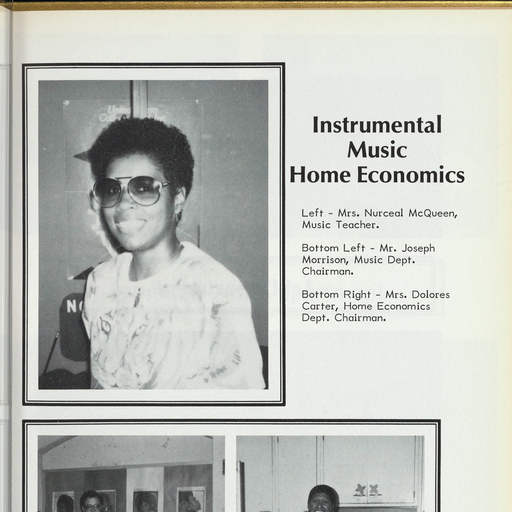 Instrumental
Music
Home Economics
Left - Mrs. Nurceal McQueen,
Music Teacher.
Bottom Left - Mr. Joseph
Morrison, Music Dept.
Chairman.
Bottom Right - Mrs. Dolores
Carter, Home Economics
Dept. Chairman.